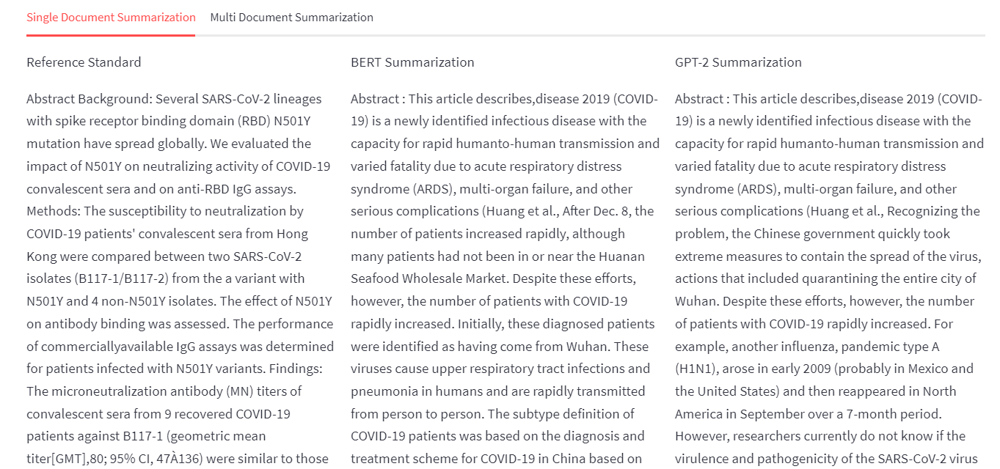 Single Document Summarization Multi Document Summarization
Reference Standard
Abstract Background: Several SARS-CoV-2 lineages
with spike receptor binding domain (RBD) N501Y
mutation have spread globally. We evaluated the
impact of N501Y on neutralizing activity of COVID-19
convalescent sera and on anti-RBD IgG assays.
Methods: The susceptibility to neutralization by
COVID-19 patients' convalescent sera from Hong
Kong were compared between two SARS-CoV-2
isolates (B117-1/B117-2) from the a variant with
N501Y and 4 non-N501Y isolates. The effect of N501Y
on antibody binding was assessed. The performance
of commerciallyavailable IgG assays was determined
for patients infected with N501Y variants. Findings:
The microneutralization antibody (MN) titers of
convalescent sera from 9 recovered COVID-19
patients against B117-1 (geometric mean
titer[GMT],80; 95% CI, 47À136) were similar to those
BERT Summarization
Abstract : This article describes,disease 2019 (COVID-
19) is a newly identified infectious disease with the
capacity for rapid humanto-human transmission and
varied fatality due to acute respiratory distress
syndrome (ARDS), multi-organ failure, and other
serious complications (Huang et al., After Dec. 8, the
number of patients increased rapidly, although
many patients had not been in or near the Huanan
Seafood Wholesale Market. Despite these efforts,
however, the number of patients with COVID-19
rapidly increased. Initially, these diagnosed patients
were identified as having come from Wuhan. These
viruses cause upper respiratory tract infections and
pneumonia in humans and are rapidly transmitted
from person to person. The subtype definition of
COVID-19 patients was based on the diagnosis and
treatment scheme for COVID-19 in China based on
GPT-2 Summarization
Abstract : This article describes,disease 2019 (COVID-
19) is a newly identified infectious disease with the
capacity for rapid humanto-human transmission and
varied fatality due to acute respiratory distress
syndrome (ARDS), multi-organ failure, and other
serious complications (Huang et al., Recognizing the
problem, the Chinese government quickly took
extreme measures to contain the spread of the virus,
actions that included quarantining the entire city of
Wuhan. Despite these efforts, however, the number
of patients with COVID-19 rapidly increased. For
example, another influenza, pandemic type A
(H1N1), arose in early 2009 (probably in Mexico and
the United States) and then reappeared in North
America in September over a 7-month period.
However, researchers currently do not know if the
virulence and pathogenicity of the SARS-CoV-2 virus